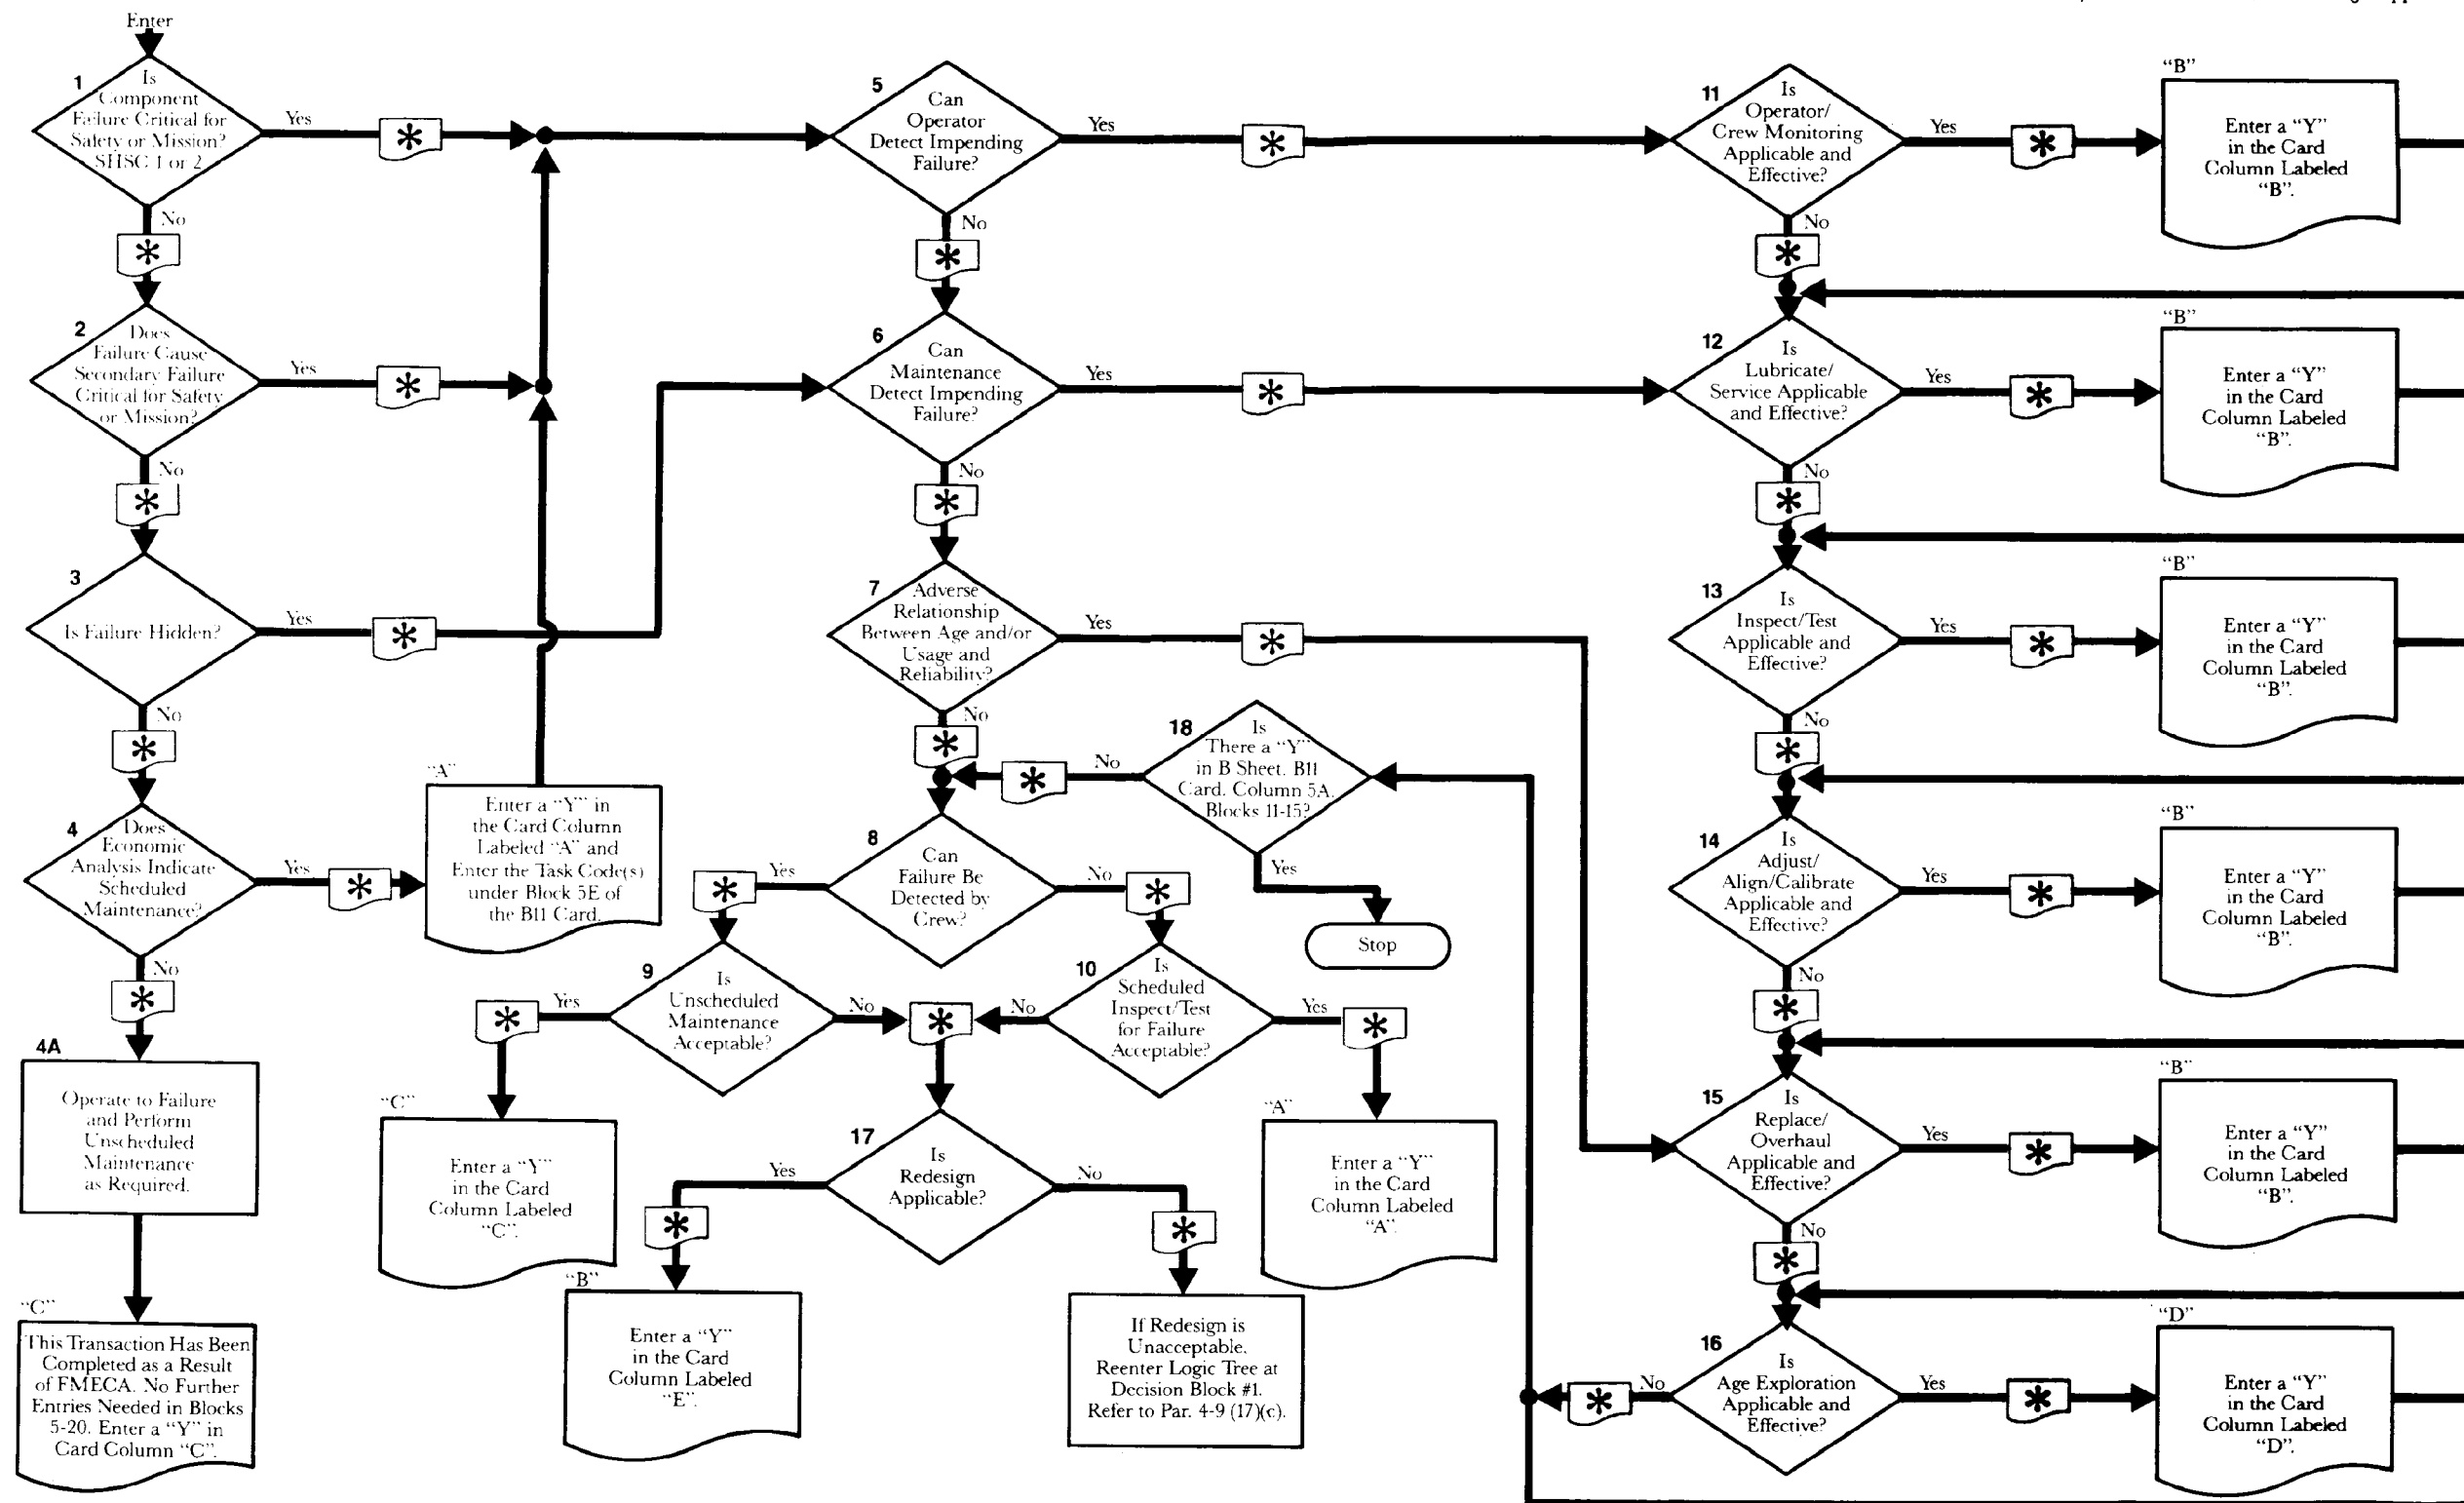 Enter
1
Is
Component
Failure Critical for
Safety or Mission?
SHSC 1 or 2
Yes
No
2
Does
Failure Cause
Secondary Failure
Critical for Safety
or Mission?
Yes
No
3
Is Failure Hidden?
Yes
No
4
Does
Economic
Analysis Indicate
Scheduled
Maintenance?
Yes
No
"A"
Enter a "Y" in
the Card Column
Labeled "A" and
Enter the Task Code(s)
under Block 5E of
the B11 Card.
4A
Operate to Failure
and Perform
Unscheduled
Maintenance
as Required.
"C"
This Transaction Has Been
Completed as a Result
of FMECA. No Further
Entries Needed in Blocks
5-20. Enter a "Y" in
Card Column "C".
5
Can
Operator
Detect Impending
Failure?
Yes
No
6
Can
Maintenance
Detect Impending
Failure?
Yes
No
7
Adverse
Relationship
Between Age and/or
Usage and
Reliability?
Yes
No
18
Is
There a "Y"
in B Sheet. B11
Card. Column 5A.
Blocks 11-15?
No
Yes
Stop
8
Can
Failure Be
Detected by
Crew?
Yes
No
9
Is
Unscheduled
Maintenance
Acceptable?
Yes
No
10
Is
Scheduled
Inspect/Test
for Failure
Acceptable?
No
Yes
"C"
Enter a "Y"
in the Card
Column Labeled
"C".
17
Is
Redesign
Applicable?
Yes
No
"A"
Enter a "Y"
in the Card
Column Labeled
"A".
"B"
Enter a "Y"
in the Card
Column Labeled
"E".
If Redesign is
Unacceptable,
Reenter Logic Tree at
Decision Block #1.
Refer to Par. 4-9 (17)(c).
11
Is
Operator/
Crew Monitoring
Applicable and
Effective?
Yes
No
"B"
Enter a "Y"
in the Card
Column Labeled
"B".
12
Is
Lubricate/
Service Applicable
and Effective?
Yes
No
"B"
Enter a "Y"
in the Card
Column Labeled
"B".
13
Is
Inspect/Test
Applicable and
Effective?
Yes
No
"B"
Enter a "Y"
in the Card
Column Labeled
"B".
14
Is
Adjust/
Align/Calibrate
Applicable and
Effective?
Yes
No
"B"
Enter a "Y"
in the Card
Column Labeled
"B".
15
Is
Replace/
Overhaul
Applicable and
Effective?
Yes
No
"B"
Enter a "Y"
in the Card
Column Labeled
"B".
16
Is
Age Exploration
Applicable and
Effective?
No
Yes
"D"
Enter a "Y"
in the Card
Column Labeled
"D".